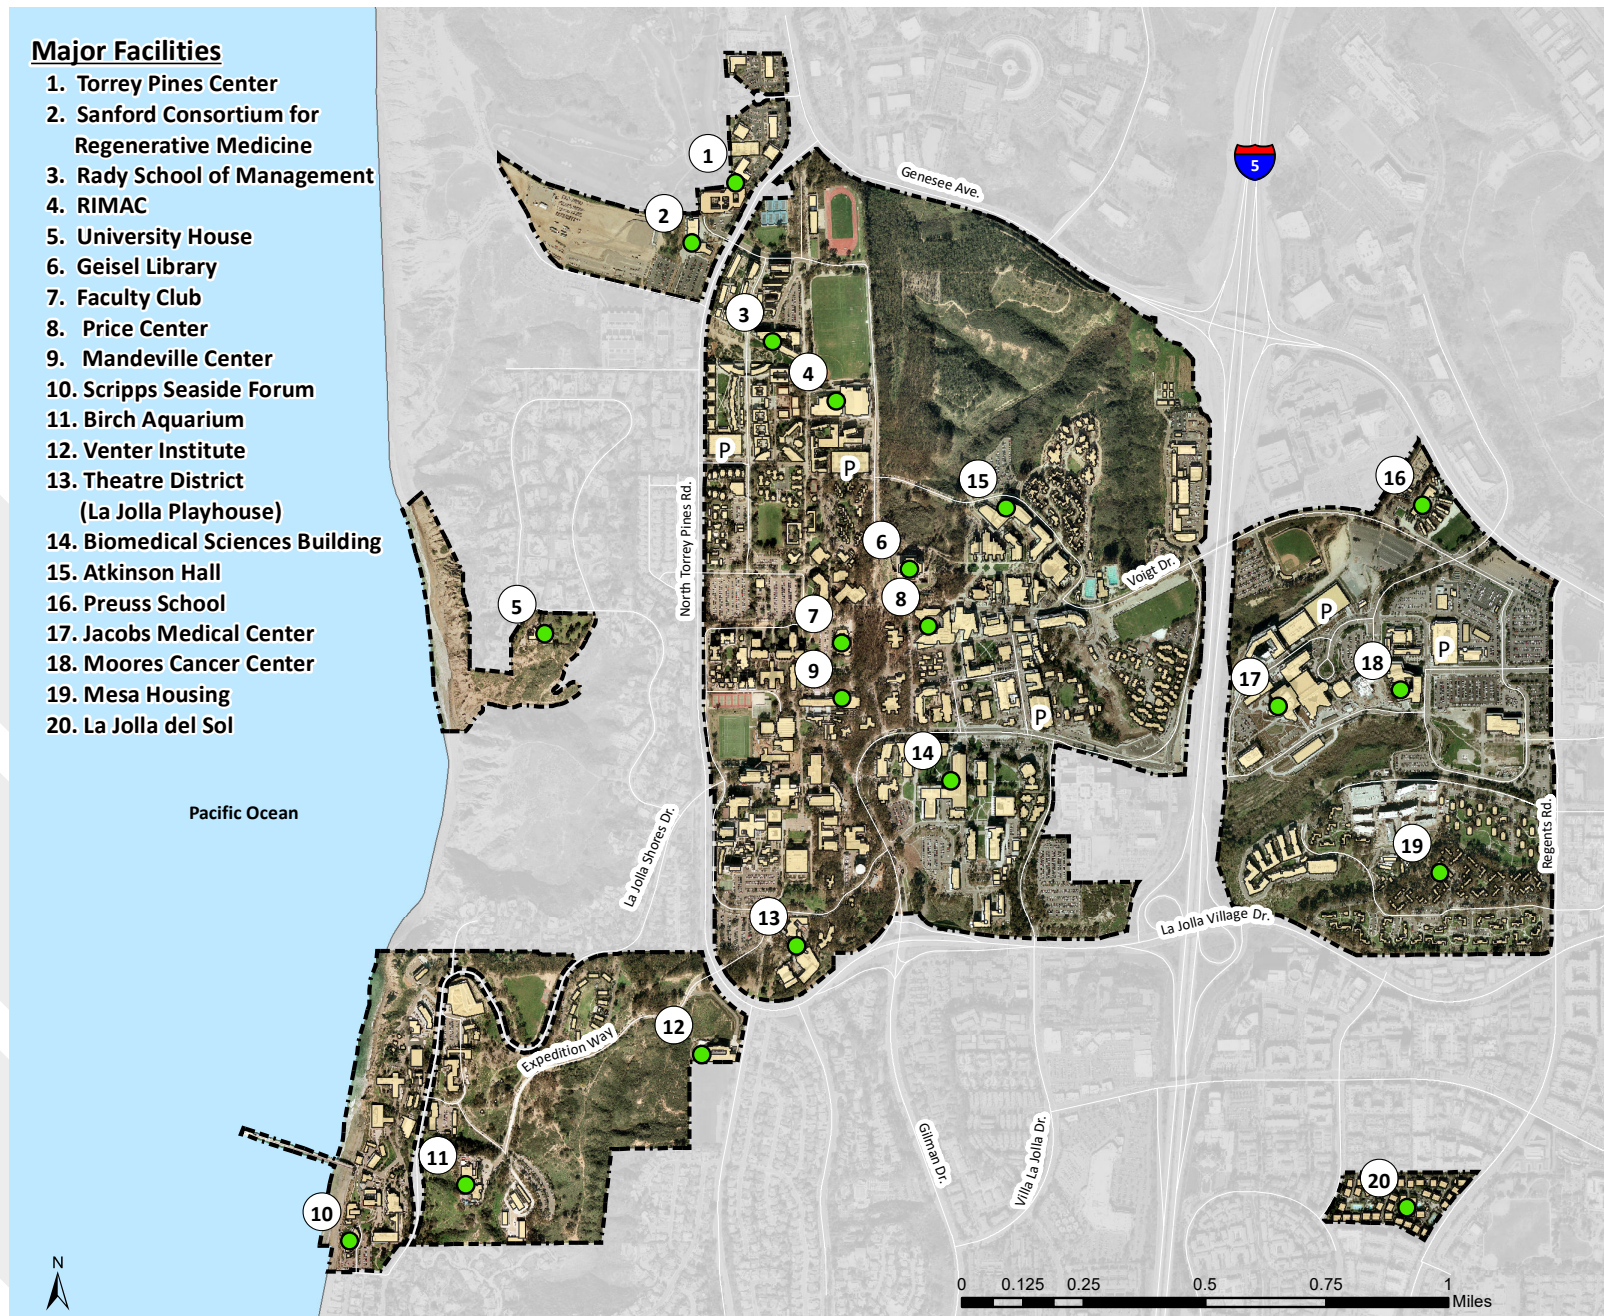 Major Facilities
1. Torrey Pines Center
2. Sanford Consortium for
Regenerative Medicine
3. Rady School of Management
4. RIMAC
5. University House
6. Geisel Library
7. Faculty Club
8. Price Center
9. Mandeville Center
10. Scripps Seaside Forum
11. Birch Aquarium
12. Venter Institute
13. Theatre District
(La Jolla Playhouse)
14. Biomedical Sciences Building
15. Atkinson Hall
16. Preuss School
17. Jacobs Medical Center
18. Moores Cancer Center
19. Mesa Housing
20. La Jolla del Sol
Pacific Ocean
1
2
3
4
5
6
7
8
9
10
11
12
13
14
15
16
17
18
19
20
P
P
P
P
P
5
Genesee Ave.
North Torrey Pines Rd.
Voigt Dr.
La Jolla Shores Dr.
La Jolla Village Dr.
Regents Rd.
Expedition Way
Gilman Dr.
Villa La Jolla Dr.
N
0 0.125 0.25 0.5 0.75 1
Miles